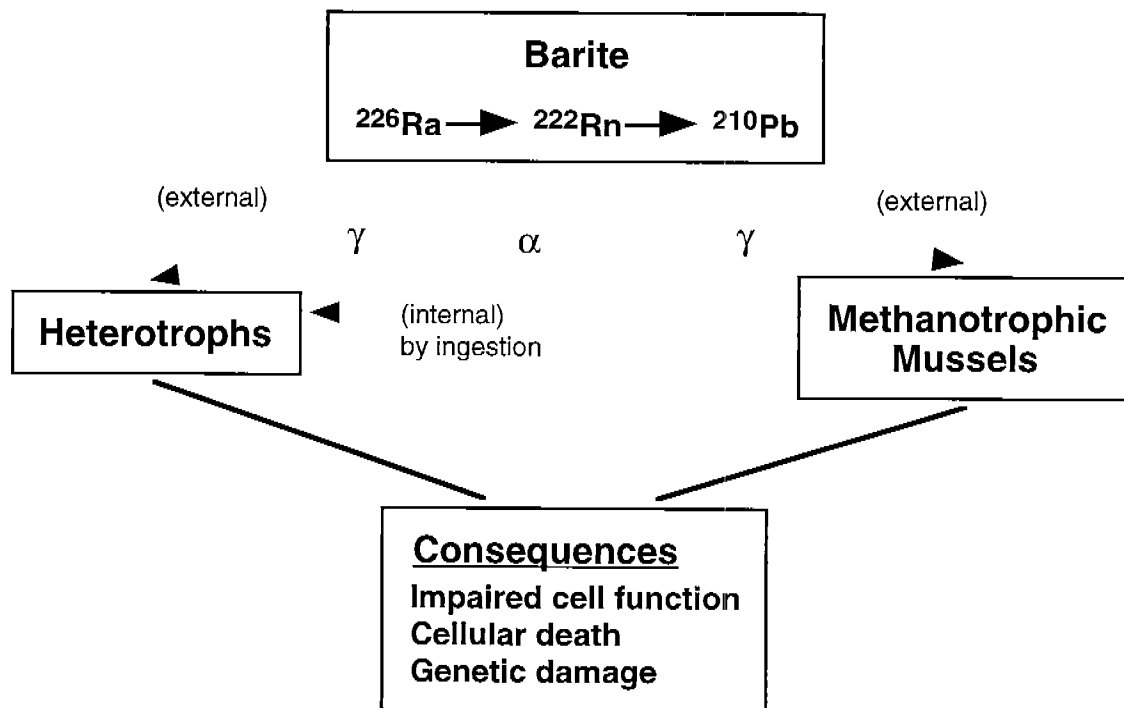 Barite
²²⁶Ra → ²²²Rn → ²¹⁰Pb
(external)
(external)
γ α γ
Heterotrophs
(internal)
by ingestion
Methanotrophic
Mussels
Consequences
Impaired cell function
Cellular death
Genetic damage